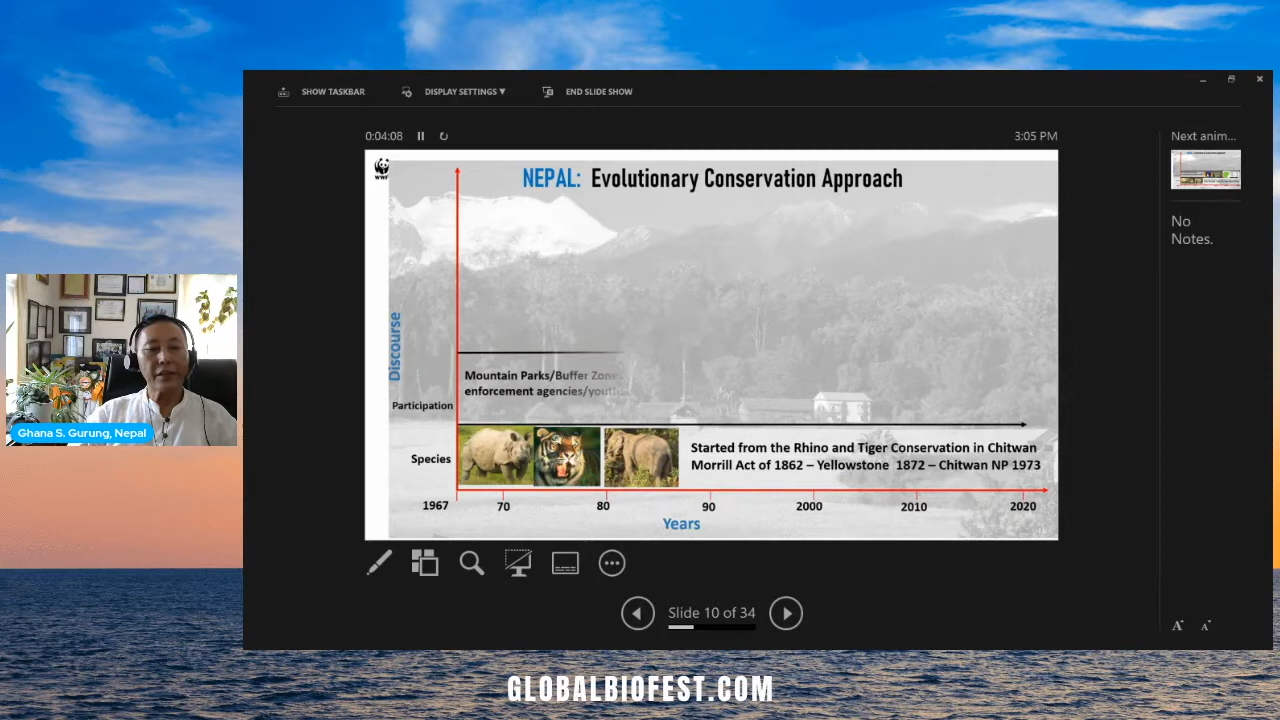 SHOW TASKBAR
DISPLAY SETTINGS ▼
END SLIDE SHOW
0:04:08
3:05 PM
Next anim...
No
Notes.
WWF
NEPAL: Evolutionary Conservation Approach
Discourse
Mountain Parks/Buffer Zone
enforcement agencies/youth
Participation
Species
Started from the Rhino and Tiger Conservation in Chitwan
Morrill Act of 1862 – Yellowstone 1872 – Chitwan NP 1973
1967 70 80 90 2000 2010 2020
Years
Ghana S. Gurung, Nepal
Slide 10 of 34
A A
GLOBALBIOFEST.COM